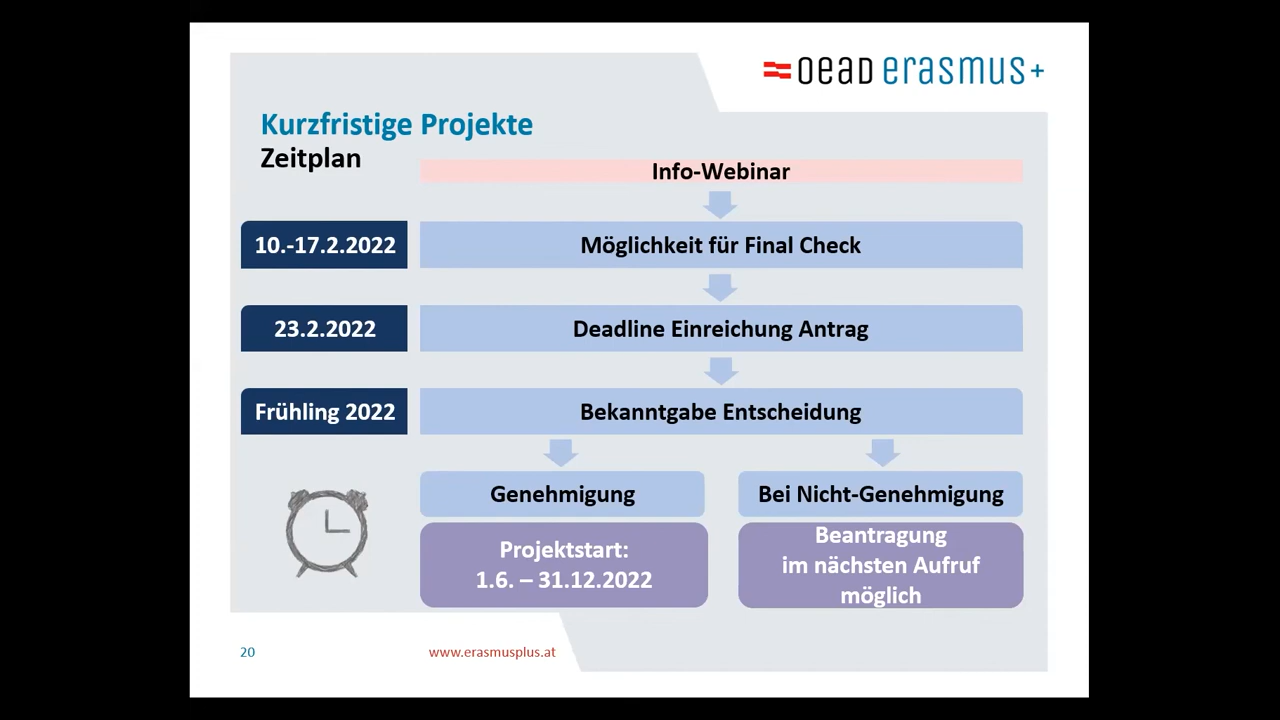 oead erasmus+
Kurzfristige Projekte
Zeitplan
Info-Webinar
10.-17.2.2022
Möglichkeit für Final Check
23.2.2022
Deadline Einreichung Antrag
Frühling 2022
Bekanntgabe Entscheidung
Genehmigung
Bei Nicht-Genehmigung
Projektstart:
1.6. – 31.12.2022
Beantragung
im nächsten Aufruf
möglich
20
www.erasmusplus.at